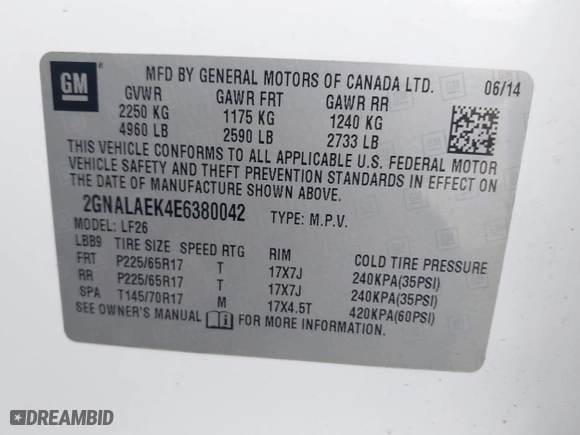 GM
MFD BY GENERAL MOTORS OF CANADA LTD. 06/14
GVWR GAWR FRT GAWR RR
2250 KG 1175 KG 1240 KG
4960 LB 2590 LB 2733 LB
THIS VEHICLE CONFORMS TO ALL APPLICABLE U.S. FEDERAL MOTOR
VEHICLE SAFETY AND THEFT PREVENTION STANDARDS IN EFFECT ON
THE DATE OF MANUFACTURE SHOWN ABOVE.
2GNALAEK4E6380042 TYPE: M.P.V.
MODEL: LF26
LBB9 TIRE SIZE SPEED RTG RIM COLD TIRE PRESSURE
FRT P225/65R17 T 17X7J 240KPA(35PSI)
RR P225/65R17 T 17X7J 240KPA(35PSI)
SPA T145/70R17 M 17X4.5T 420KPA(60PSI)
SEE OWNER'S MANUAL FOR MORE INFORMATION.
DREAMBID